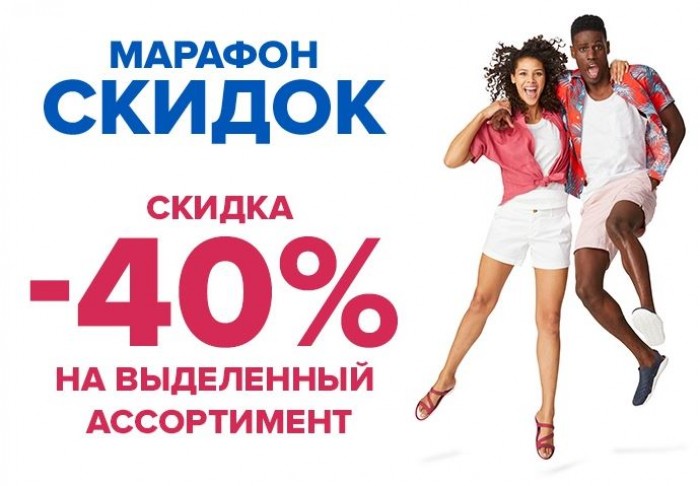 МАРАФОН
СКИДОК
СКИДКА
-40%
НА ВЫДЕЛЕННЫЙ
АССОРТИМЕНТ